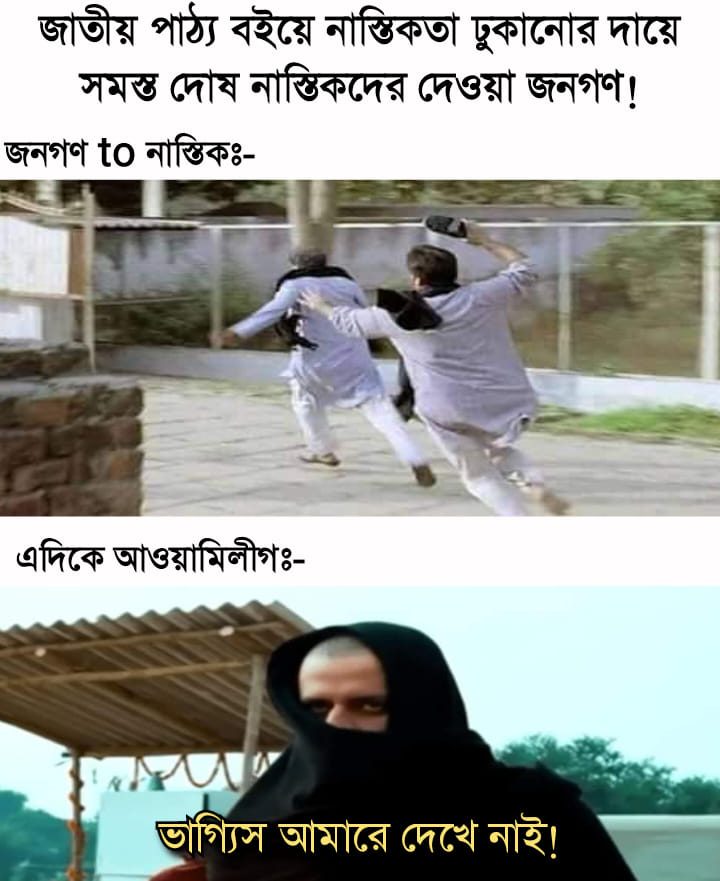 জাতীয় পাঠ্য বইয়ে নাস্তিকতা ঢুকানোর দায়ে
সমস্ত দোষ নাস্তিকদের দেওয়া জনগণ!
জনগণ to নাস্তিকঃ-
এদিকে আওয়ামিলীগঃ-
ভাগ্যিস আমারে দেখে নাই!